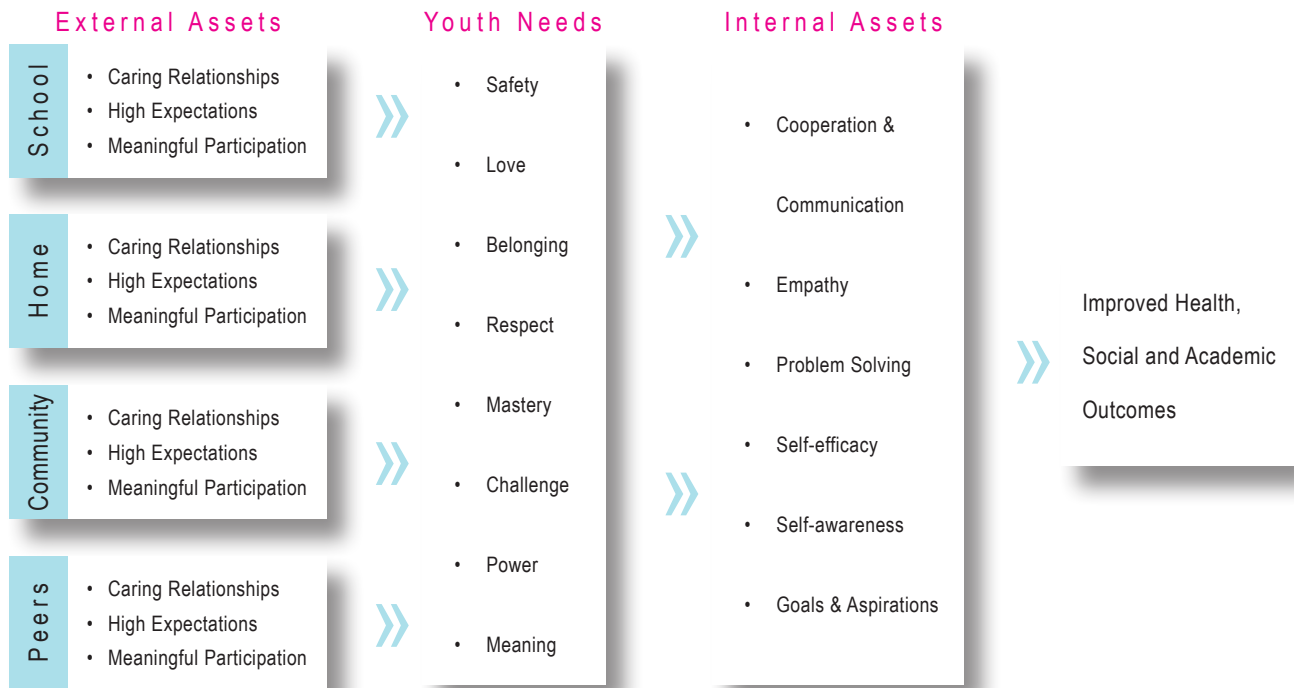 External Assets
Youth Needs
Internal Assets
School
• Caring Relationships
• High Expectations
• Meaningful Participation
Home
• Caring Relationships
• High Expectations
• Meaningful Participation
Community
• Caring Relationships
• High Expectations
• Meaningful Participation
Peers
• Caring Relationships
• High Expectations
• Meaningful Participation
• Safety
• Love
• Belonging
• Respect
• Mastery
• Challenge
• Power
• Meaning
• Cooperation &
Communication
• Empathy
• Problem Solving
• Self-efficacy
• Self-awareness
• Goals & Aspirations
Improved Health,
Social and Academic
Outcomes